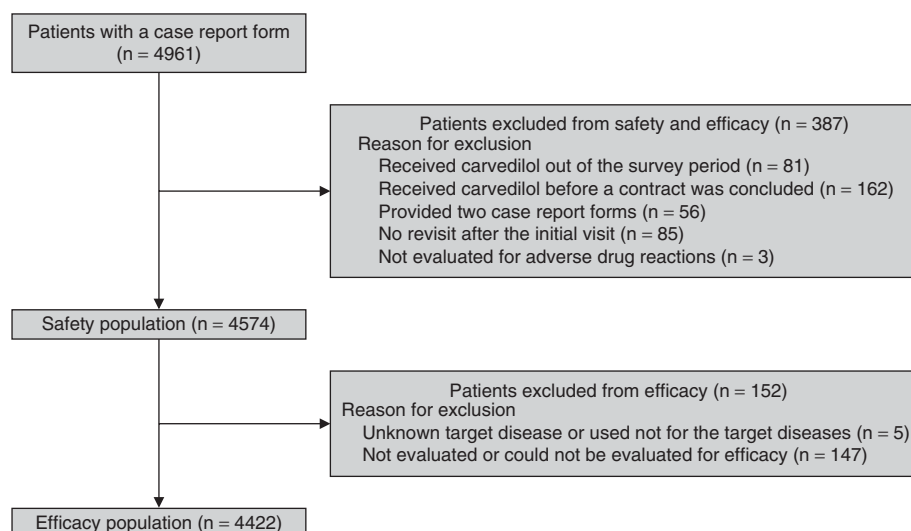 Patients with a case report form
(n = 4961)
Patients excluded from safety and efficacy (n = 387)
Reason for exclusion
Received carvedilol out of the survey period (n = 81)
Received carvedilol before a contract was concluded (n = 162)
Provided two case report forms (n = 56)
No revisit after the initial visit (n = 85)
Not evaluated for adverse drug reactions (n = 3)
Safety population (n = 4574)
Patients excluded from efficacy (n = 152)
Reason for exclusion
Unknown target disease or used not for the target diseases (n = 5)
Not evaluated or could not be evaluated for efficacy (n = 147)
Efficacy population (n = 4422)